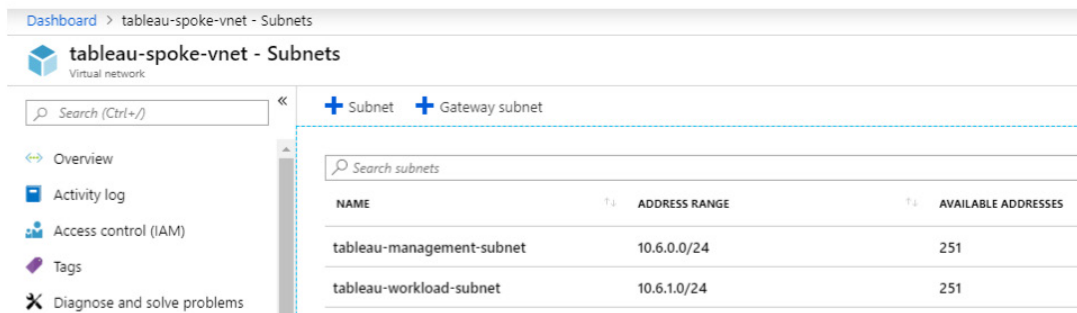 Dashboard > tableau-spoke-vnet - Subnets
tableau-spoke-vnet - Subnets
Virtual network
Search (Ctrl+/)
«
Overview
Activity log
Access control (IAM)
Tags
Diagnose and solve problems
+ Subnet + Gateway subnet
Search subnets
NAME ↑↓ ADDRESS RANGE ↑↓ AVAILABLE ADDRESSES
tableau-management-subnet 10.6.0.0/24 251
tableau-workload-subnet 10.6.1.0/24 251